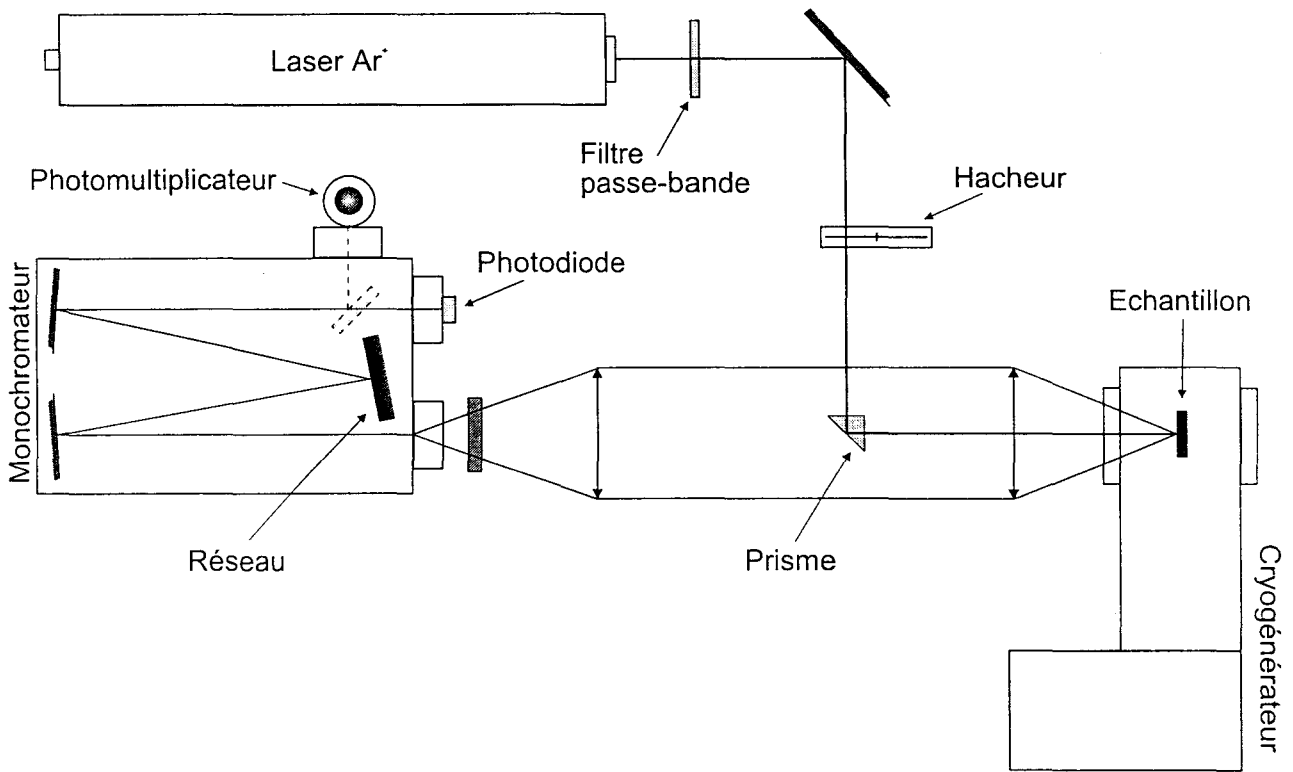 Laser Ar+
Filtre
passe-bande
Photomultiplicateur
Hacheur
Photodiode
Monochromateur
Echantillon
Réseau
Prisme
Cryogénérateur